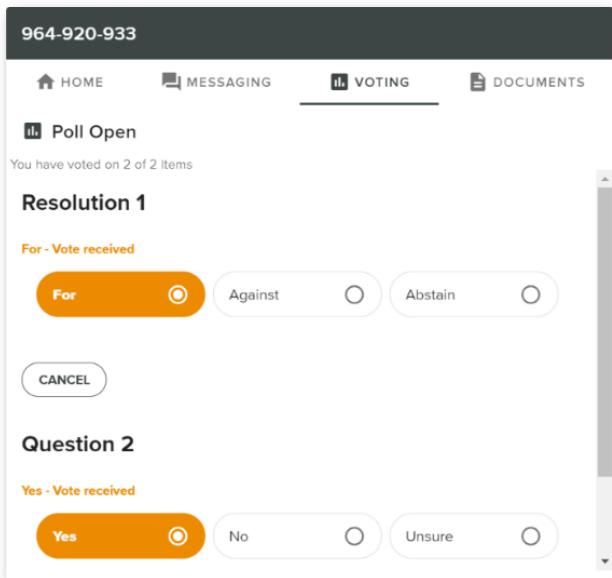 964-920-933
HOME MESSAGING VOTING DOCUMENTS
Poll Open
You have voted on 2 of 2 items
Resolution 1
For - Vote received
For Against Abstain
CANCEL
Question 2
Yes - Vote received
Yes No Unsure